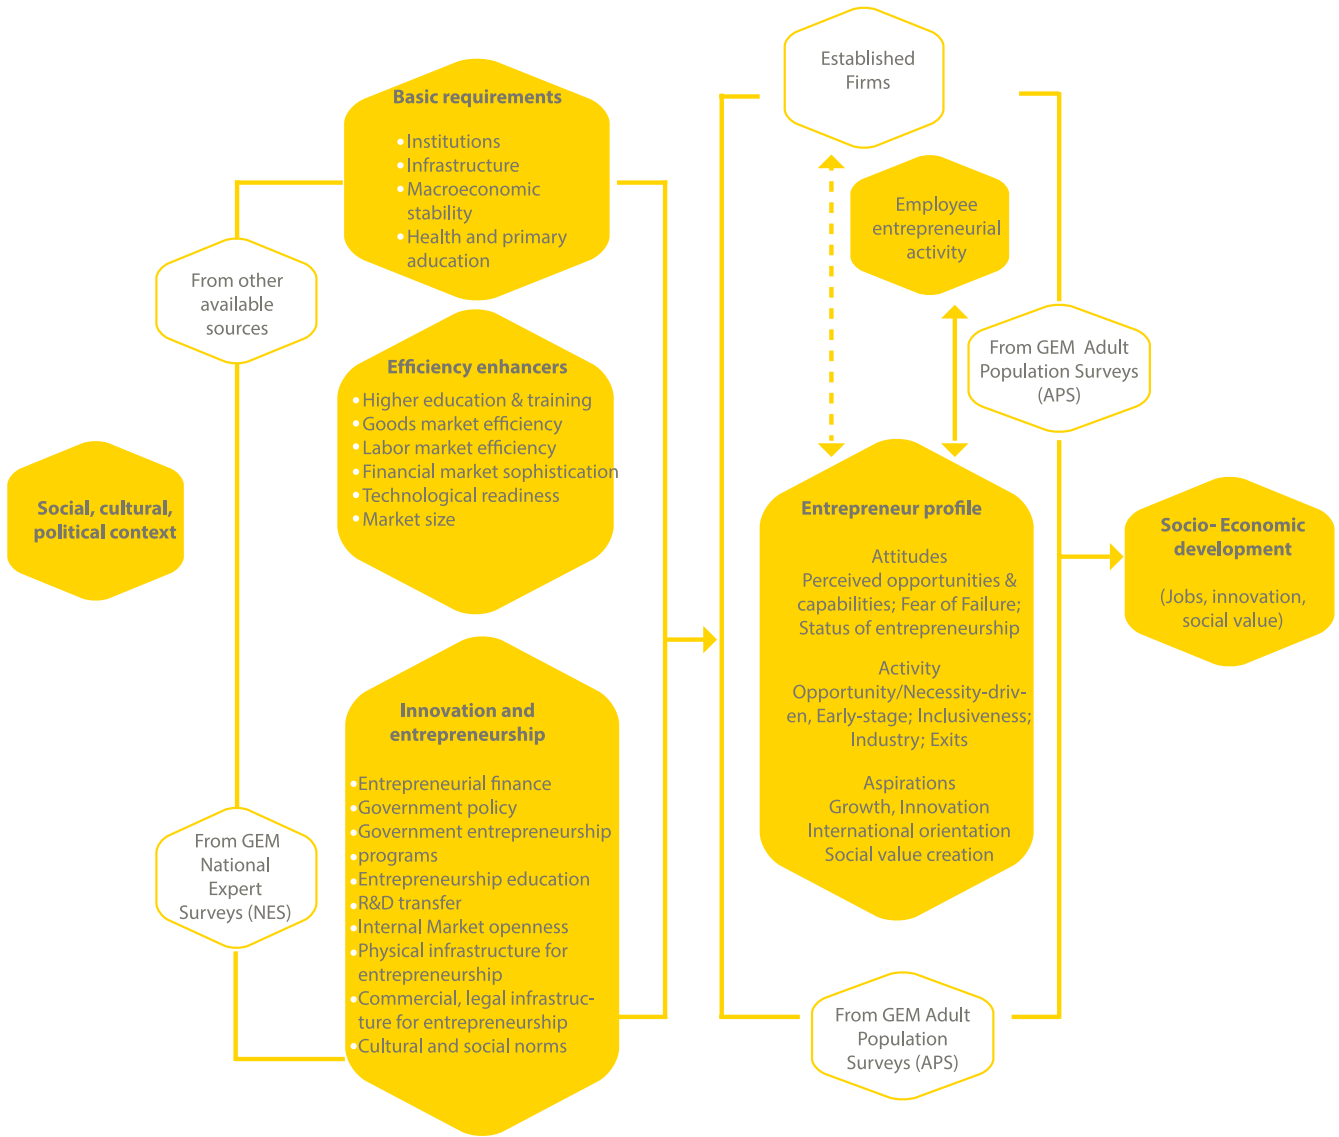 Social, cultural,
political context
From other
available
sources
From GEM
National
Expert
Surveys (NES)
Basic requirements
•Institutions
•Infrastructure
•Macroeconomic
stability
•Health and primary
aducation
Efficiency enhancers
•Higher education & training
•Goods market efficiency
•Labor market efficiency
•Financial market sophistication
•Technological readiness
•Market size
Innovation and
entrepreneurship
•Entrepreneurial finance
•Government policy
•Government entrepreneurship
•programs
•Entrepreneurship education
•R&D transfer
•Internal Market openness
•Physical infrastructure for
entrepreneurship
•Commercial, legal infrastruc-
ture for entrepreneurship
•Cultural and social norms
Established
Firms
Employee
entrepreneurial
activity
From GEM Adult
Population Surveys
(APS)
Entrepreneur profile
Attitudes
Perceived opportunities &
capabilities; Fear of Failure;
Status of entrepreneurship
Activity
Opportunity/Necessity-driv-
en, Early-stage; Inclusiveness;
Industry; Exits
Aspirations
Growth, Innovation
International orientation
Social value creation
From GEM Adult
Population
Surveys (APS)
Socio- Economic
development
(Jobs, innovation,
social value)